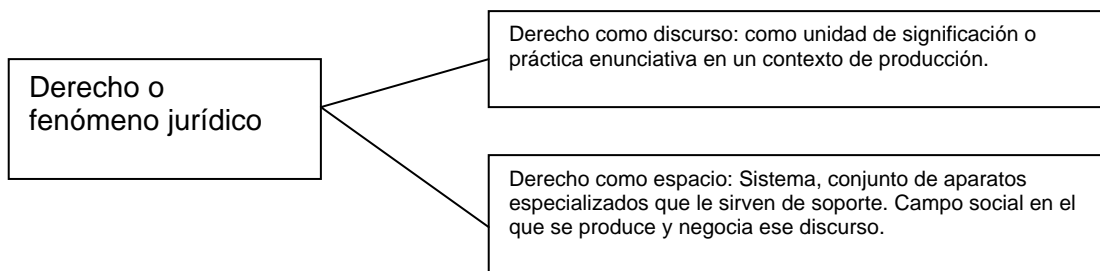 Derecho o
fenómeno jurídico
Derecho como discurso: como unidad de significación o
práctica enunciativa en un contexto de producción.
Derecho como espacio: Sistema, conjunto de aparatos
especializados que le sirven de soporte. Campo social en el
que se produce y negocia ese discurso.